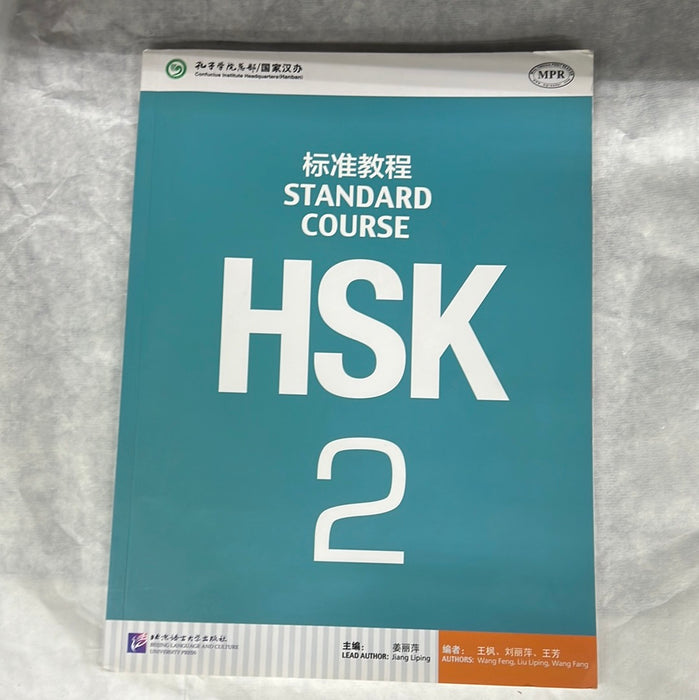 孔子学院总部/国家汉办
Confucius Institute Headquarters(Hanban)
MPR
标准教程
STANDARD
COURSE
HSK
2
北京语言大学出版社
BEIJING LANGUAGE AND CULTURE
UNIVERSITY PRESS
主编: 姜丽萍
LEAD AUTHOR: Jiang Liping
编者: 王枫、刘丽萍、王芳
AUTHORS: Wang Feng, Liu Liping, Wang Fang